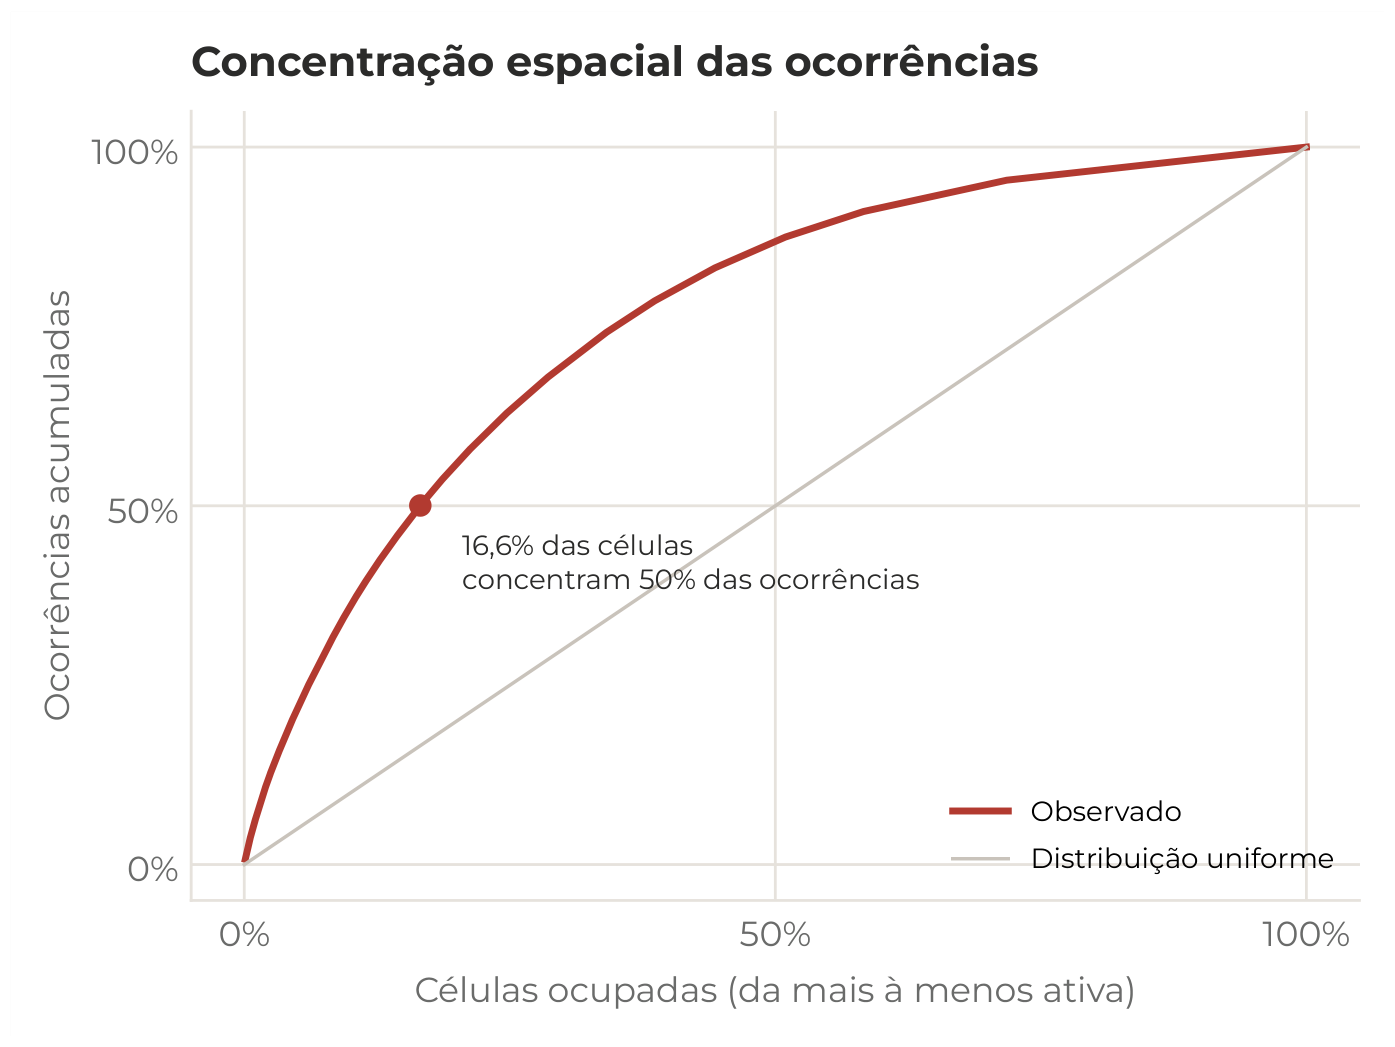 Concentração espacial das ocorrências
100%
50%
0%
Ocorrências acumuladas
16,6% das células
concentram 50% das ocorrências
Observado
Distribuição uniforme
0%
50%
100%
Células ocupadas (da mais à menos ativa)